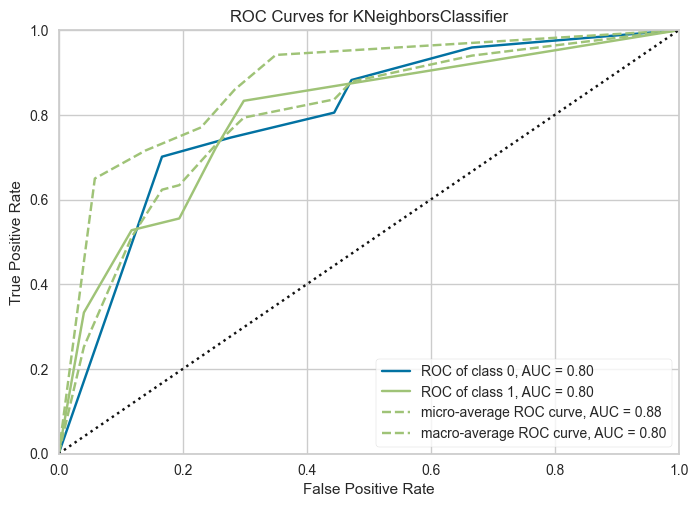 ROC Curves for KNeighborsClassifier
1.0
0.8
0.6
0.4
0.2
0.0
True Positive Rate
ROC of class 0, AUC = 0.80
ROC of class 1, AUC = 0.80
micro-average ROC curve, AUC = 0.88
macro-average ROC curve, AUC = 0.80
0.0 0.2 0.4 0.6 0.8 1.0
False Positive Rate